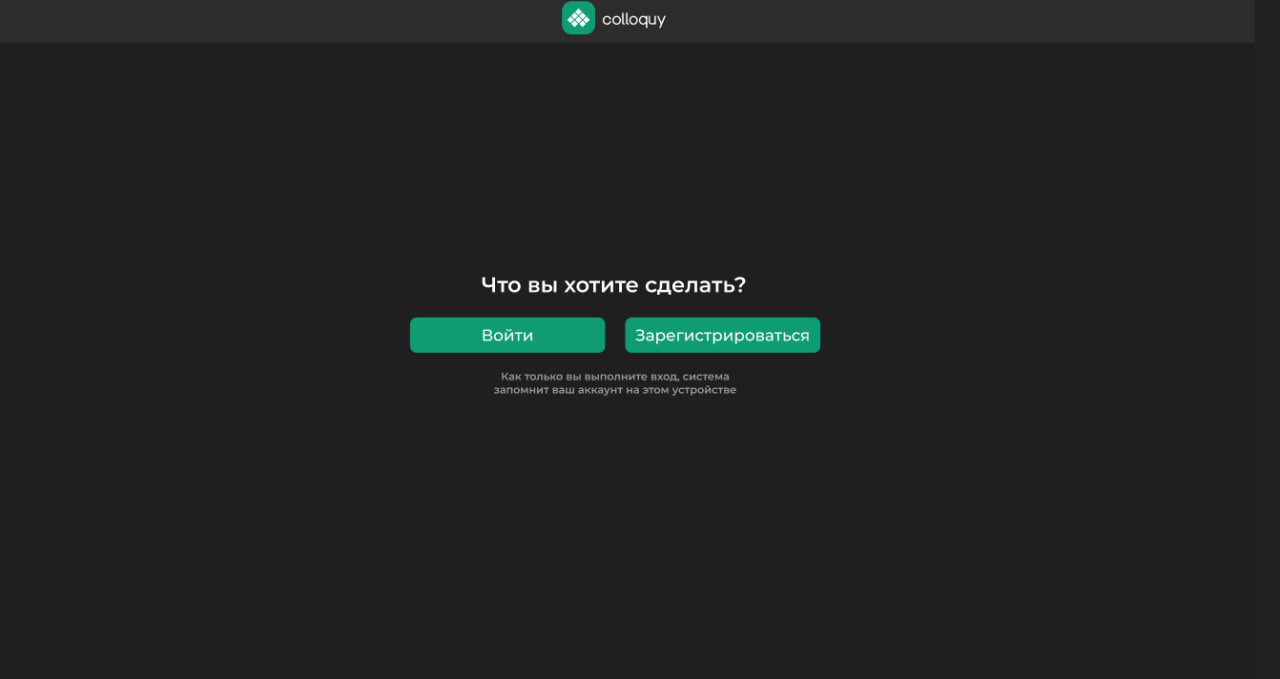 colloquy
Что вы хотите сделать?
Войти
Зарегистрироваться
Как только вы выполните вход, система
запомнит ваш аккаунт на этом устройстве